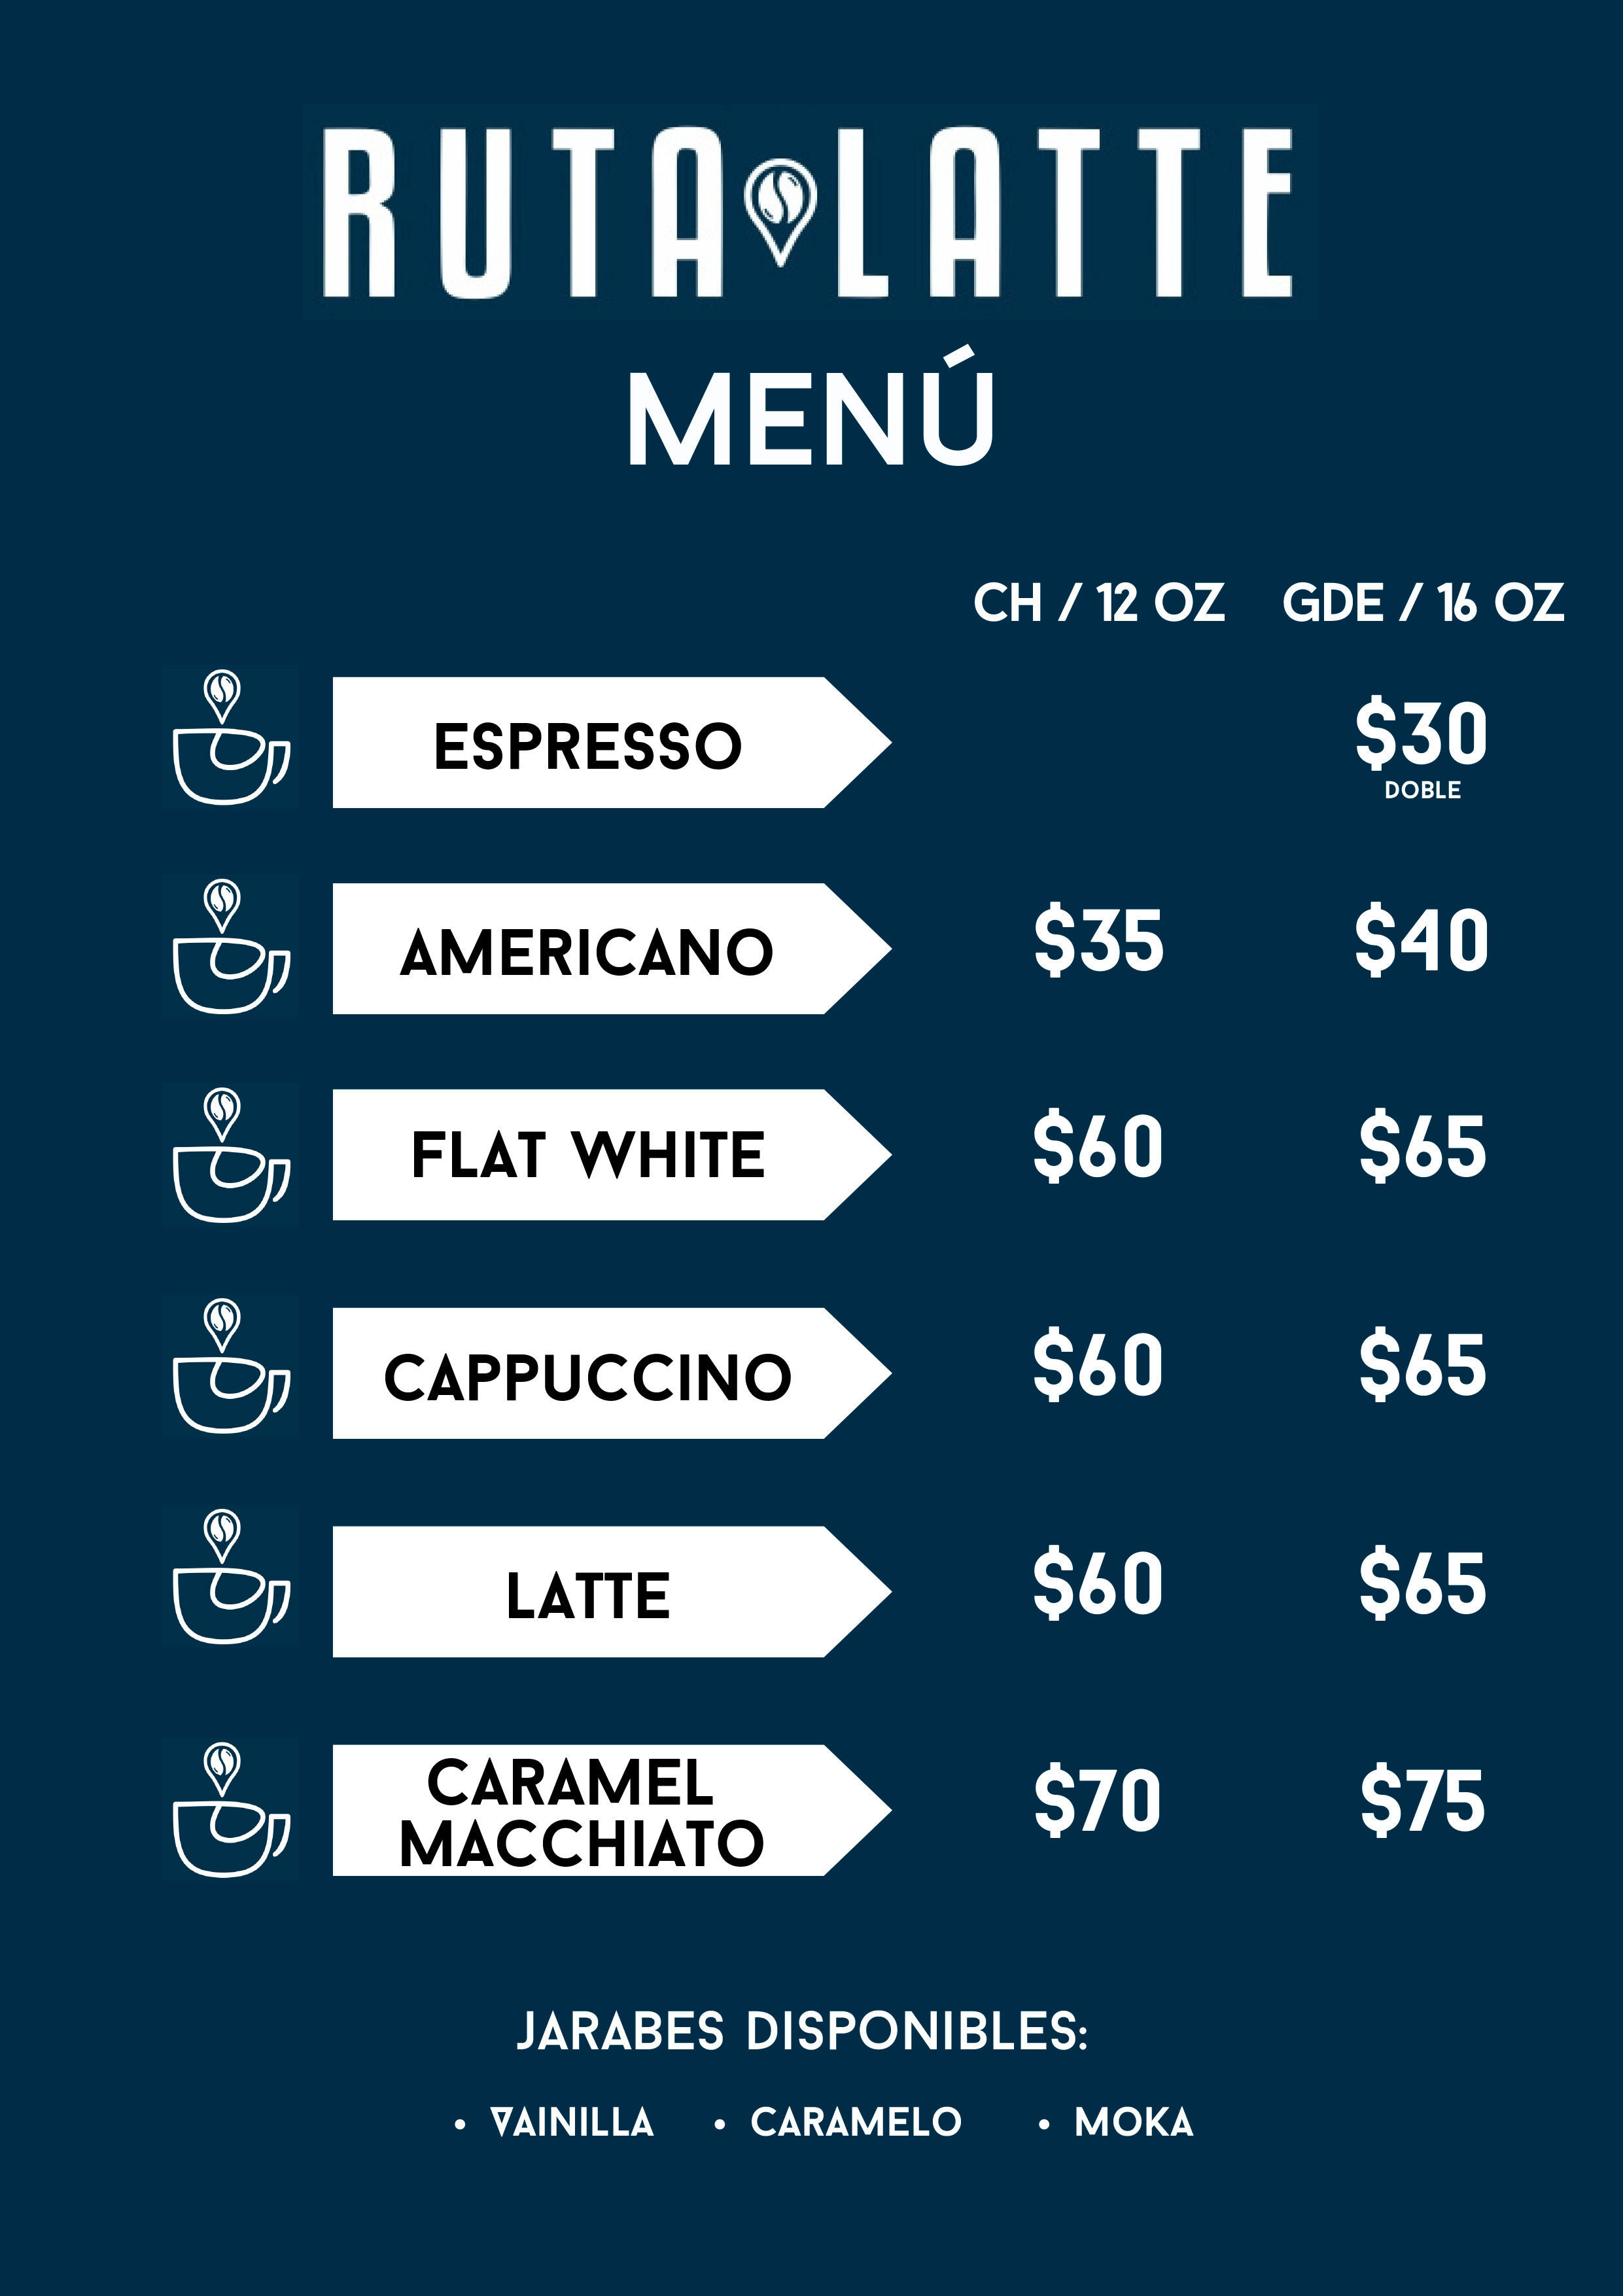 RUTA LATTE
MENÚ
CH / 12 OZ GDE / 16 OZ
ESPRESSO $30
DOBLE
AMERICANO $35 $40
FLAT WHITE $60 $65
CAPPUCCINO $60 $65
LATTE $60 $65
CARAMEL
MACCHIATO $70 $75
JARABES DISPONIBLES:
• VAINILLA • CARAMELO • MOKA